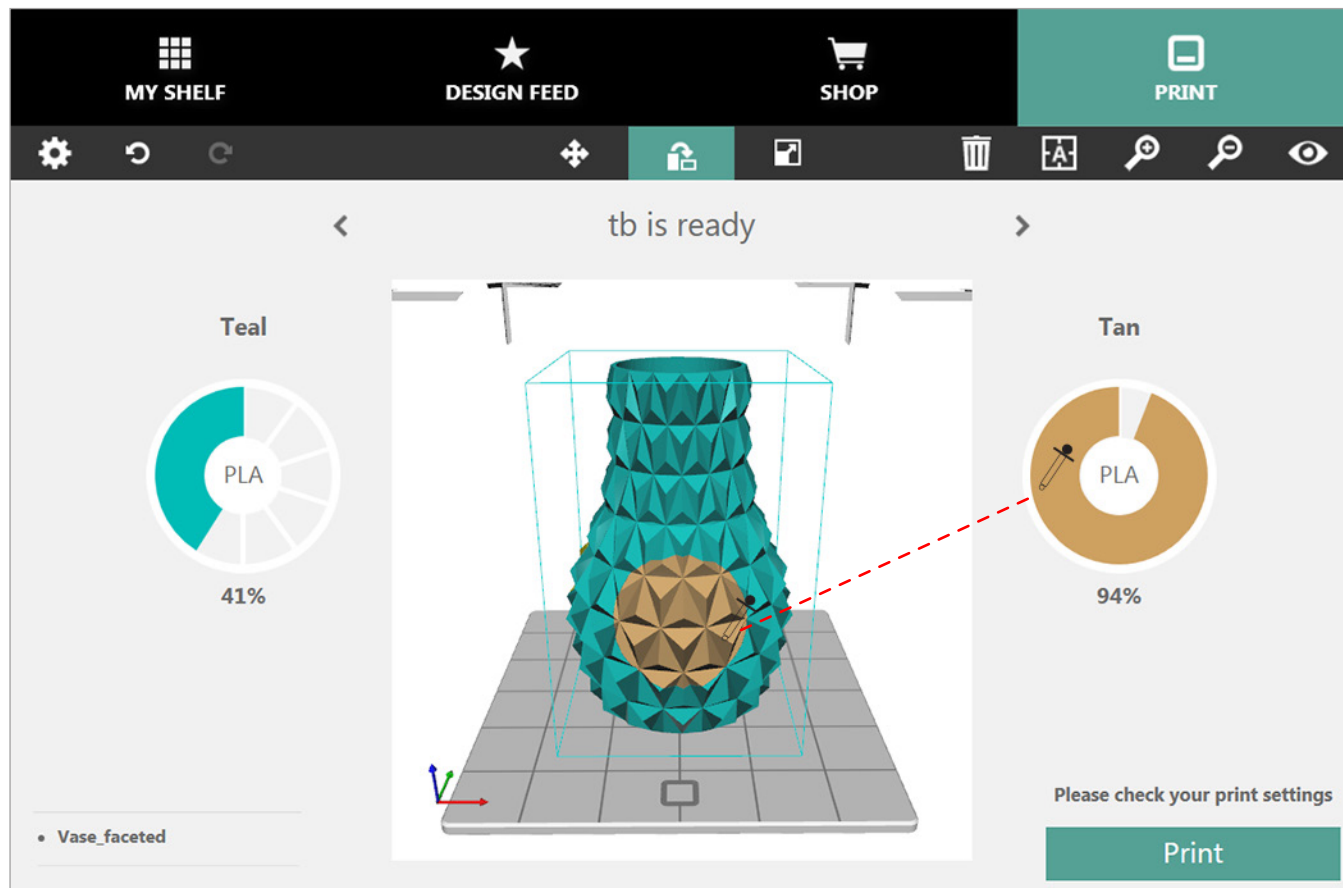 MY SHELF
DESIGN FEED
SHOP
PRINT
A
tb is ready
Teal
Tan
PLA
PLA
41%
94%
Please check your print settings
• Vase_faceted
Print